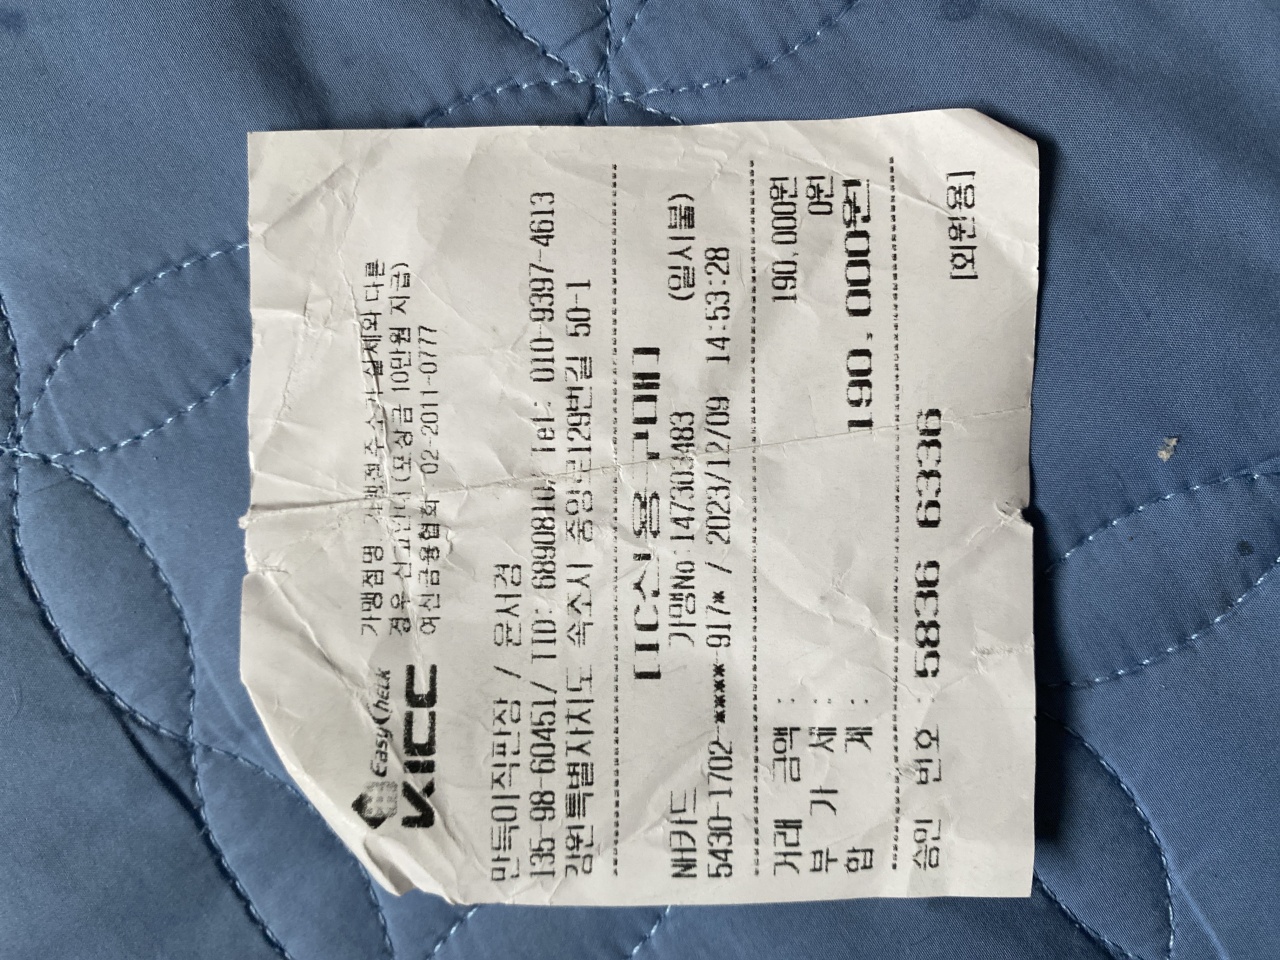 EasyCheck
KICC
가맹점명 가맹점주소가 실제와 다른
경우 신고안내 (포상금 10만원 지급)
여신금융협회 02-2011-0777
만득이직판장 / 윤서경
135-98-60451/ TID: 6890810/ Tel: 010-9397-4613
강원특별자치도 속초시 중앙로129번길 50-1
[IC신용 구매]
NH카드 가맹No:147303483 (일시불)
5430-1702-****-917* / 2023/12/09 14:53:28
거래 금액 : 190,000원
부 가 세 : 0원
합 계 : 190,000원
승인 번호 : 5836 6336
[회원용]